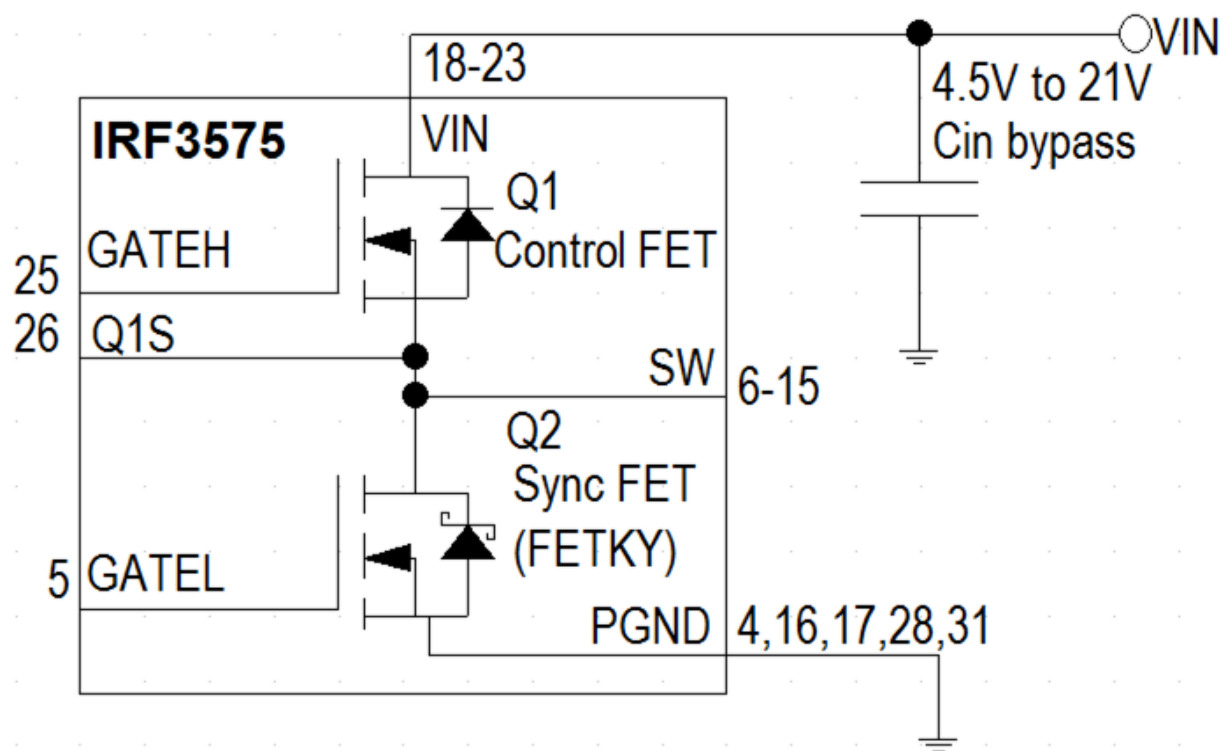 VIN
18-23
4.5V to 21V
Cin bypass
IRF3575
VIN
Q1
Control FET
GATEH
25
26
Q1S
SW
6-15
Q2
Sync FET
(FETKY)
5
GATEL
PGND
4,16,17,28,31